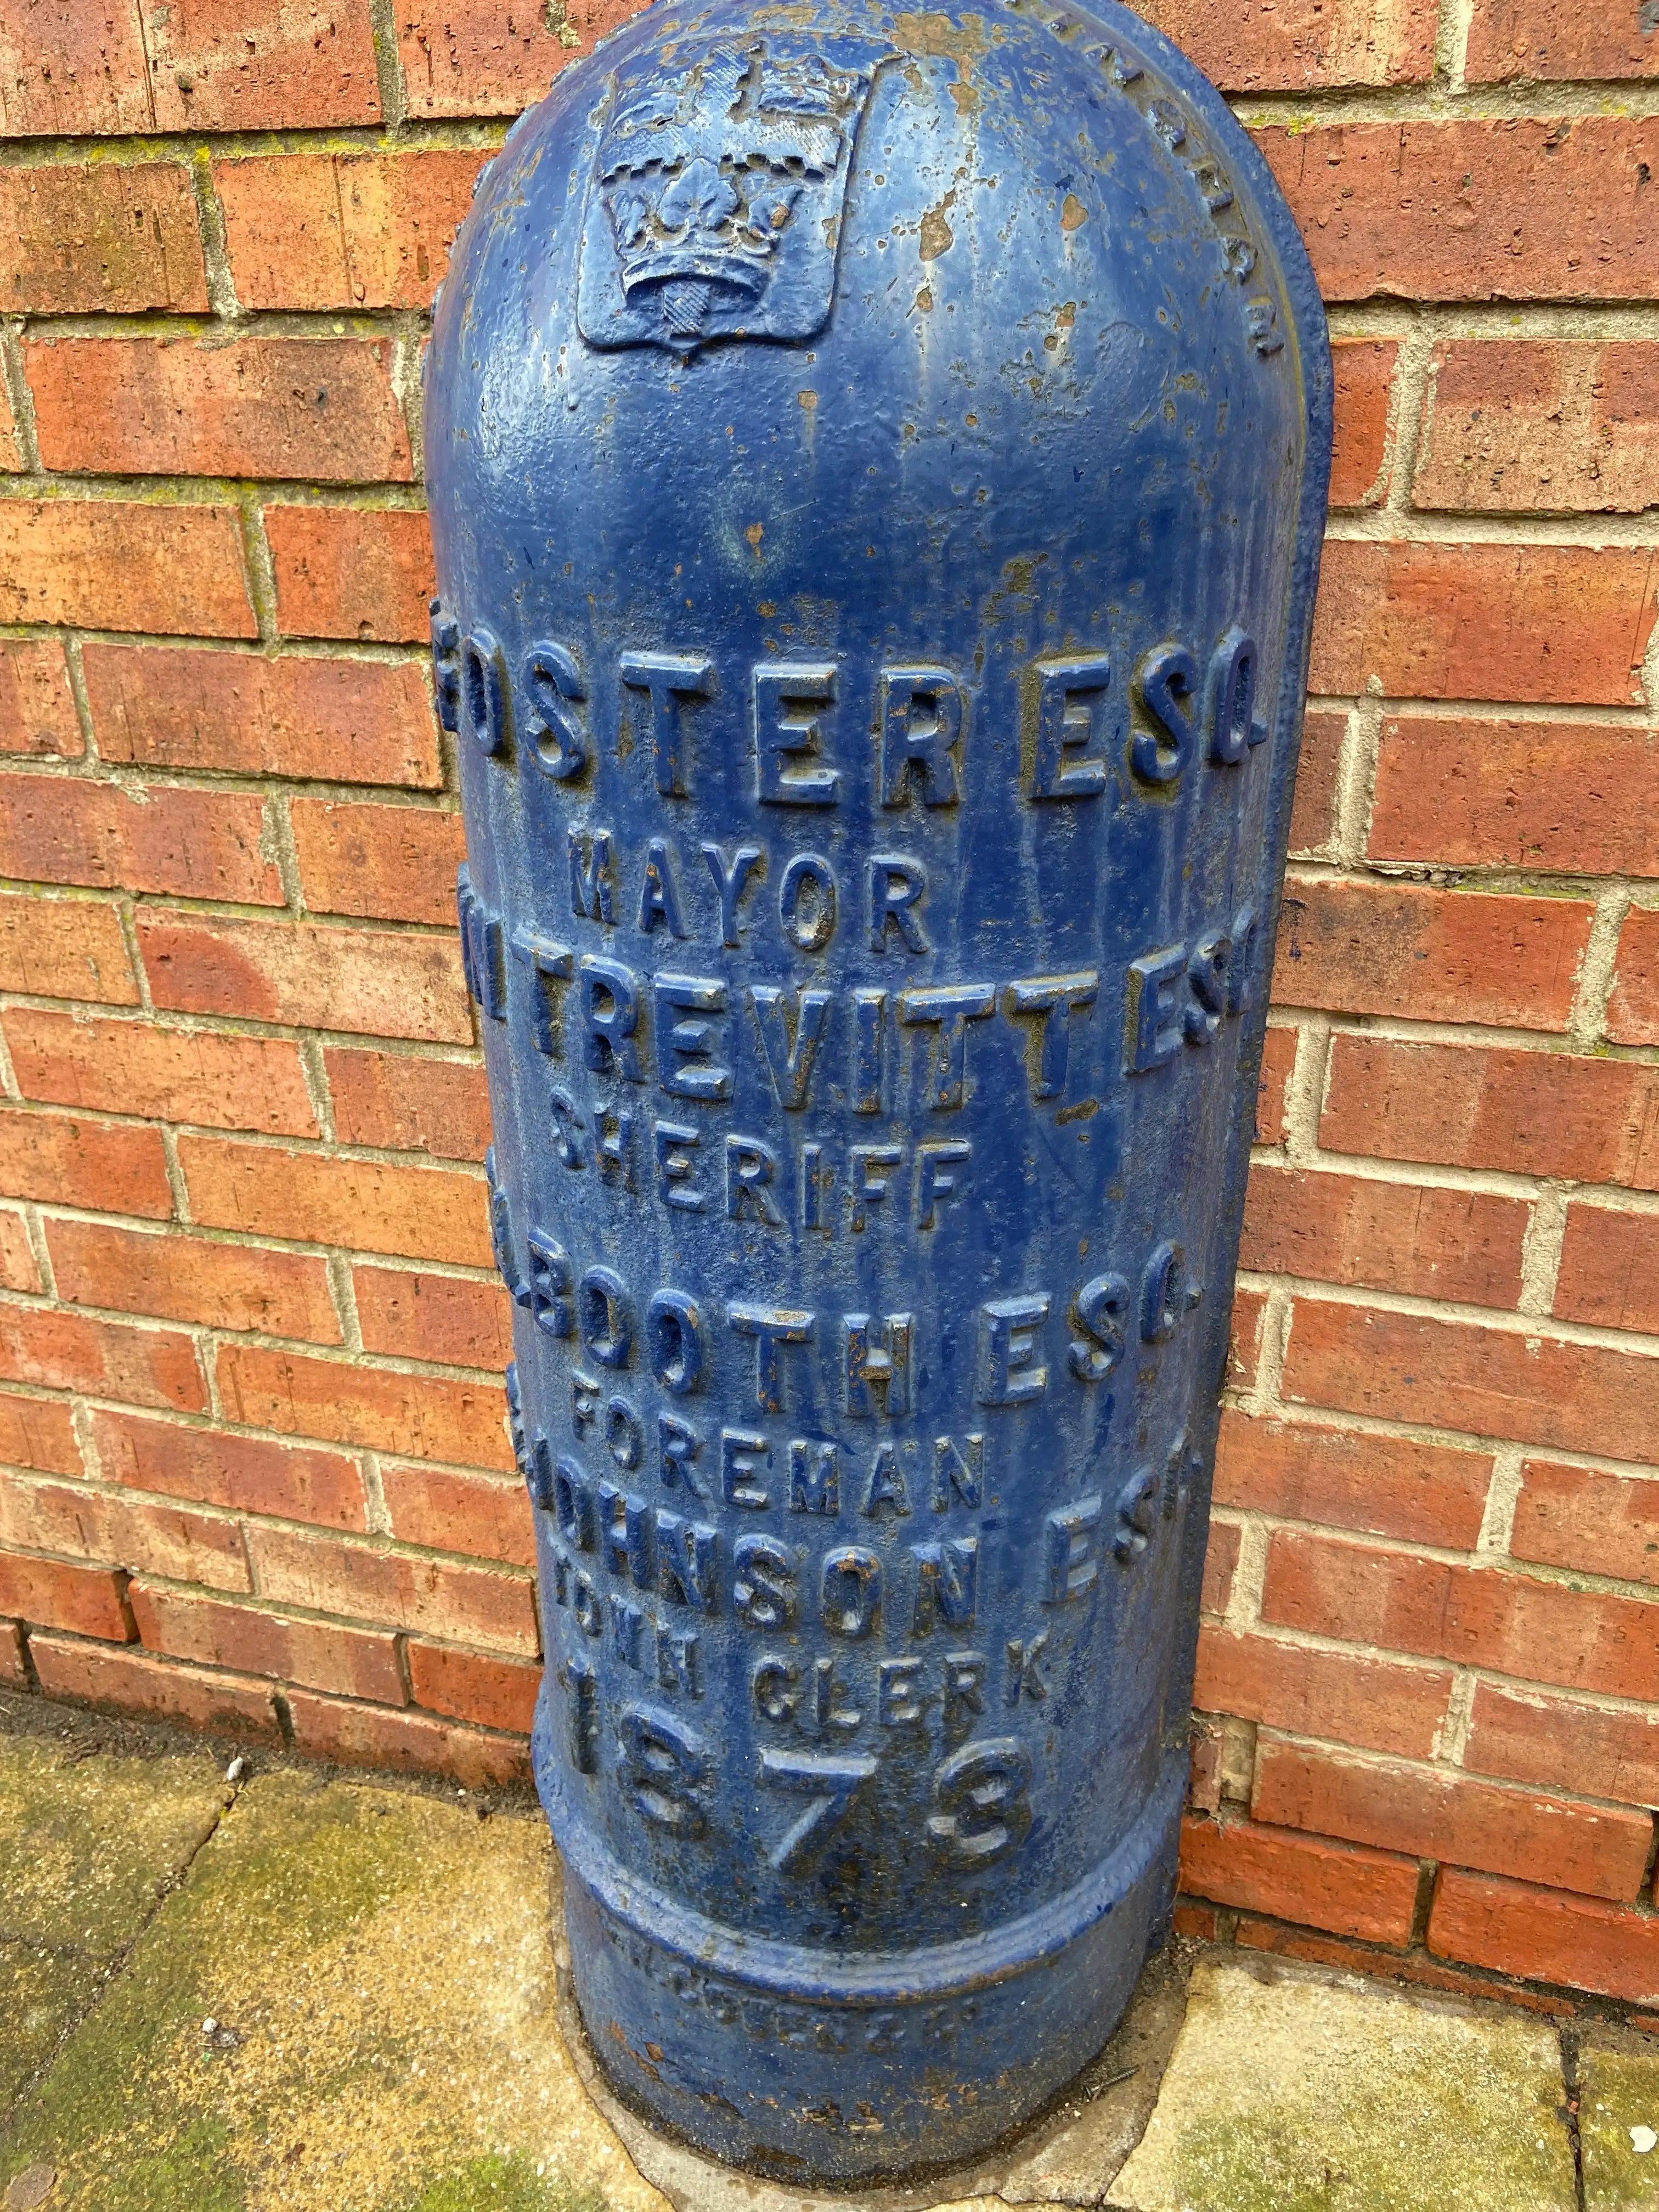 FOSTER ESQ
MAYOR
W TREVITT ESQ
SHERIFF
BOOTH ESQ
FOREMAN
JOHNSON ESQ
TOWN CLERK
1873